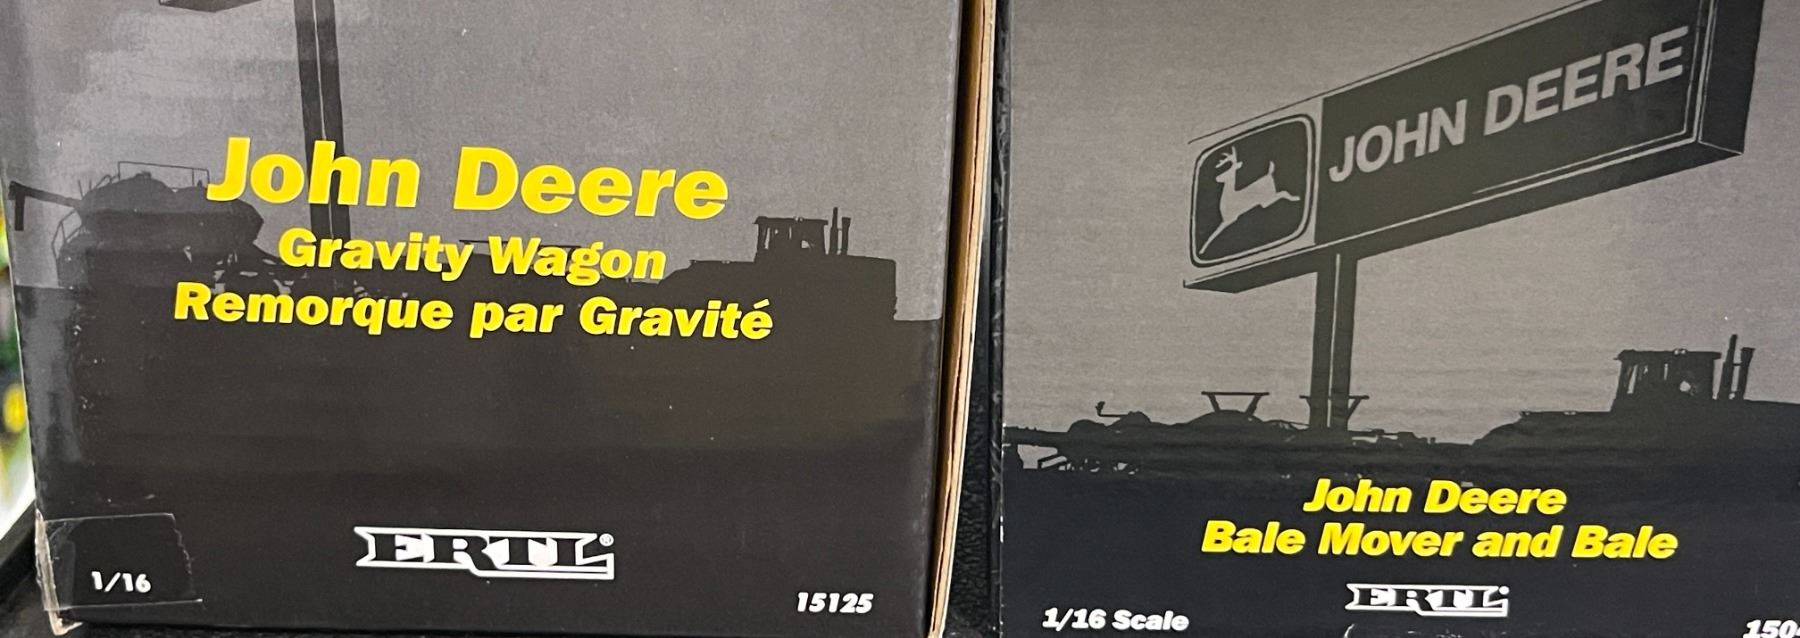 John Deere
Gravity Wagon
Remorque par Gravité
ERTL®
1/16
15125
JOHN DEERE
John Deere
Bale Mover and Bale
ERTL
1/16 Scale